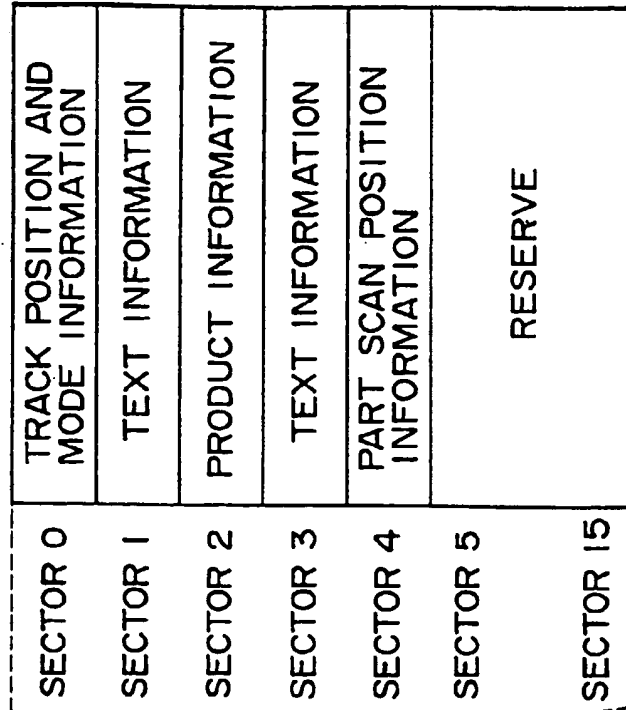 SECTOR 0
TRACK POSITION AND
MODE INFORMATION
SECTOR 1
TEXT INFORMATION
SECTOR 2
PRODUCT INFORMATION
SECTOR 3
TEXT INFORMATION
SECTOR 4
PART SCAN POSITION
INFORMATION
SECTOR 5
RESERVE
SECTOR 15